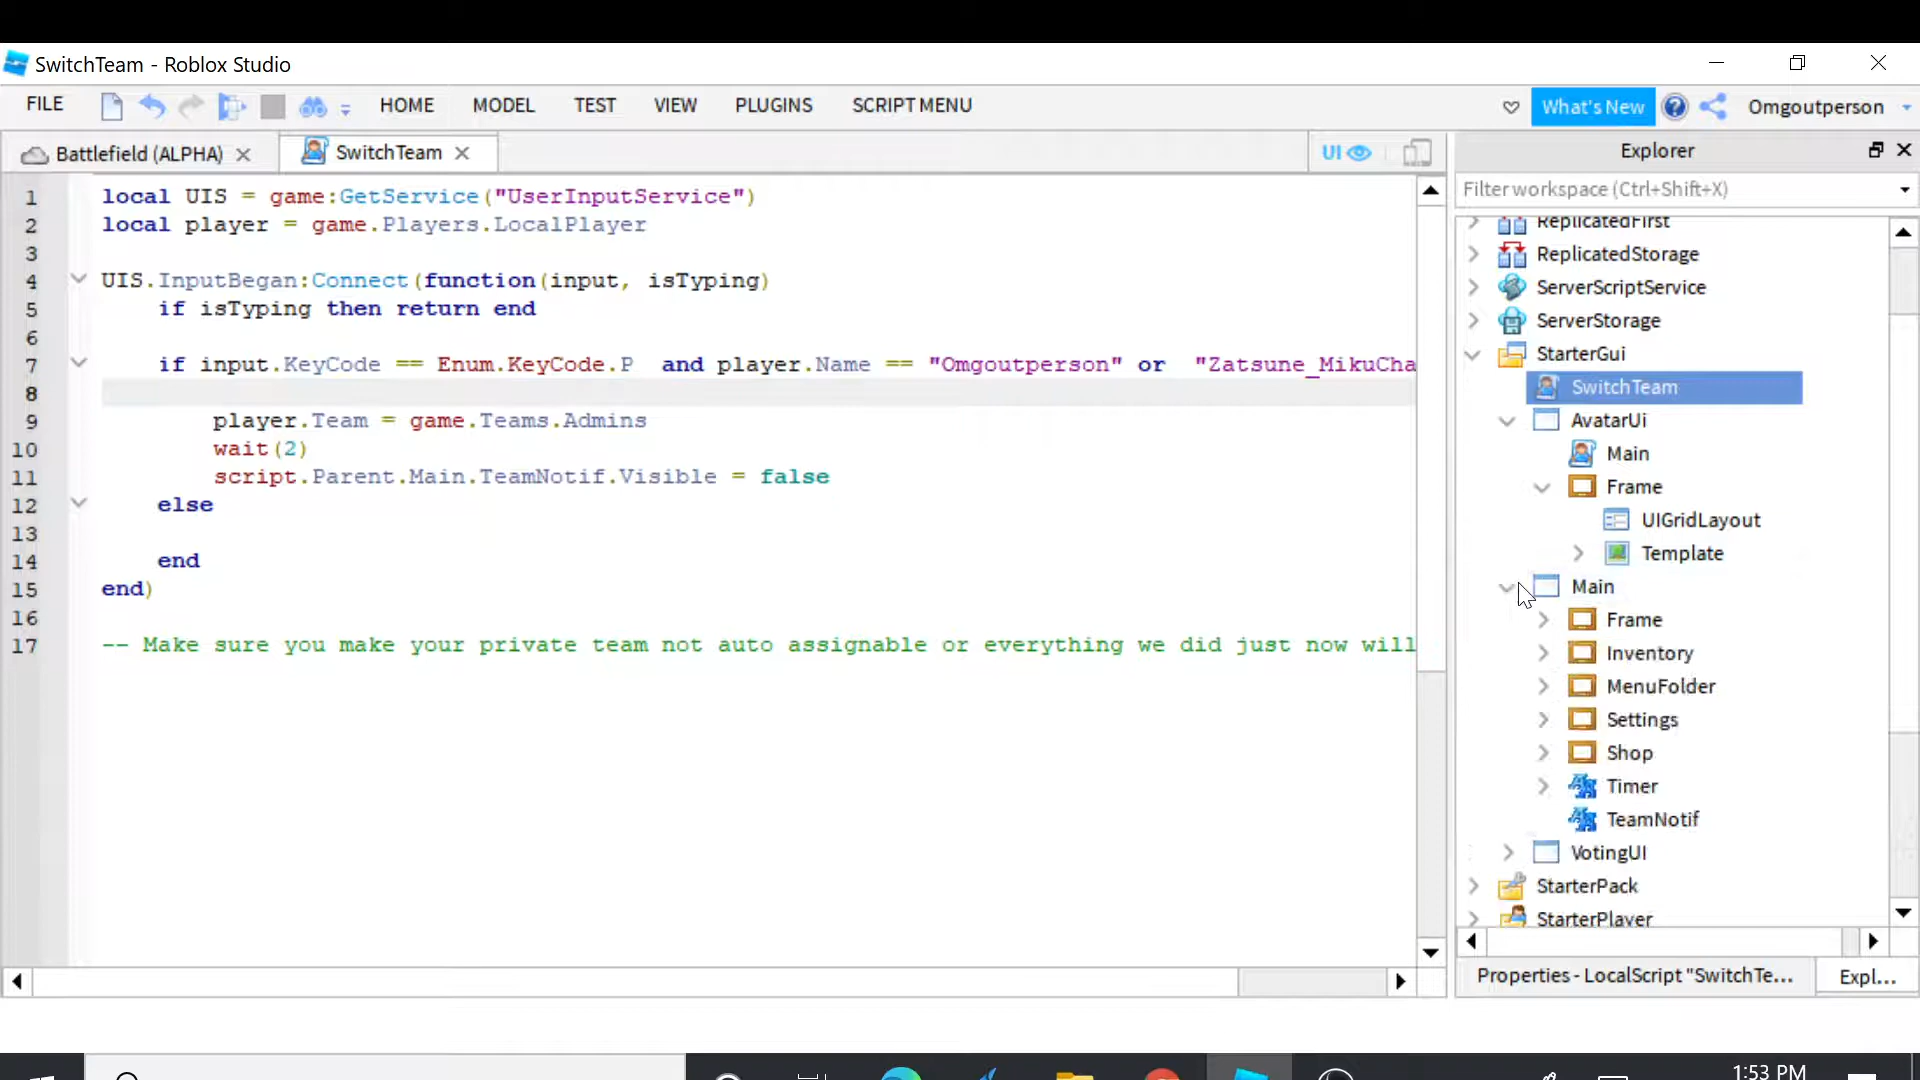 SwitchTeam - Roblox Studio
FILE HOME MODEL TEST VIEW PLUGINS SCRIPT MENU What's New Omgoutperson
Battlefield (ALPHA) SwitchTeam UI Explorer
Filter workspace (Ctrl+Shift+X)
1 local UIS = game:GetService("UserInputService")
2 local player = game.Players.LocalPlayer
3
4 UIS.InputBegan:Connect(function(input, isTyping)
5 if isTyping then return end
6
7 if input.KeyCode == Enum.KeyCode.P and player.Name == "Omgoutperson" or "Zatsune_MikuCha
8
9 player.Team = game.Teams.Admins
10 wait(2)
11 script.Parent.Main.TeamNotif.Visible = false
12 else
13
14 end
15 end)
16
17 -- Make sure you make your private team not auto assignable or everything we did just now will
ReplicatedFirst
ReplicatedStorage
ServerScriptService
ServerStorage
StarterGui
SwitchTeam
AvatarUi
Main
Frame
UIGridLayout
Template
Main
Frame
Inventory
MenuFolder
Settings
Shop
Timer
TeamNotif
VotingUI
StarterPack
StarterPlayer
Properties - LocalScript "SwitchTe... Expl...
1:53 PM